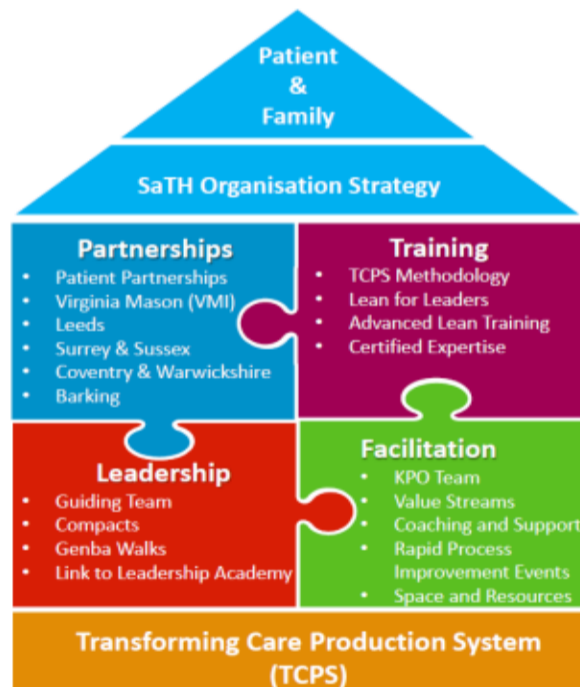 Patient
&
Family
SaTH Organisation Strategy
Partnerships
• Patient Partnerships
• Virginia Mason (VMI)
• Leeds
• Surrey & Sussex
• Coventry & Warwickshire
• Barking
Training
• TCPS Methodology
• Lean for Leaders
• Advanced Lean Training
• Certified Expertise
Leadership
• Guiding Team
• Compacts
• Genba Walks
• Link to Leadership Academy
Facilitation
• KPO Team
• Value Streams
• Coaching and Support
• Rapid Process
Improvement Events
• Space and Resources
Transforming Care Production System
(TCPS)